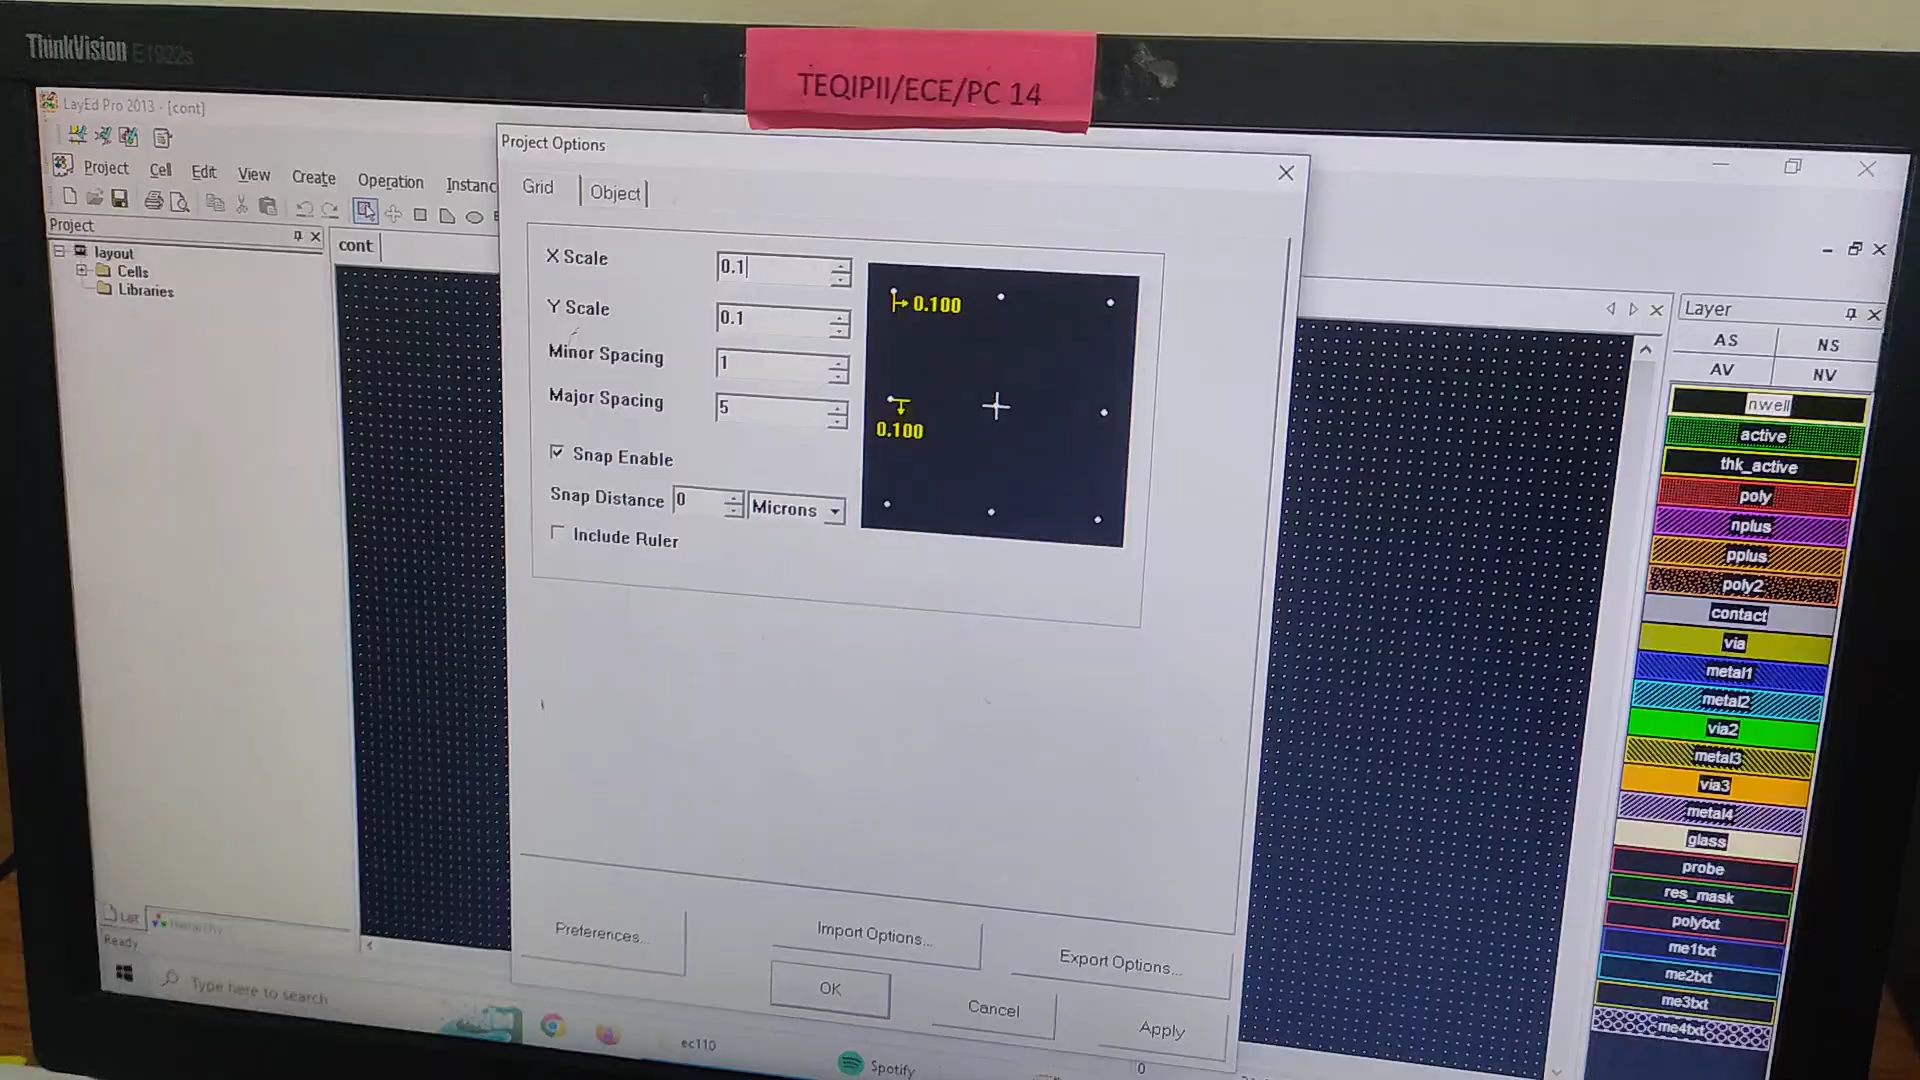 ThinkVision E1922s
TEQIPII/ECE/PC 14
LayEd Pro 2013 - [cont]
Project Cell Edit View Create Operation Instanc
Project
layout
Cells
Libraries
cont
Project Options
Grid Object
X Scale 0.1
Y Scale 0.1
Minor Spacing 1
Major Spacing 5
Snap Enable
Snap Distance 0 Microns
Include Ruler
0.100
0.100
Preferences...
Import Options...
Export Options...
OK
Cancel
Apply
Layer
AS NS
AV NV
nwell
active
thk_active
poly
nplus
pplus
poly2
contact
via
metal1
metal2
via2
metal3
via3
metal4
glass
probe
res_mask
polytxt
me1txt
me2txt
me3txt
me4txt
List Hierarchy
Ready
Type here to search
ec110
Spotify
0